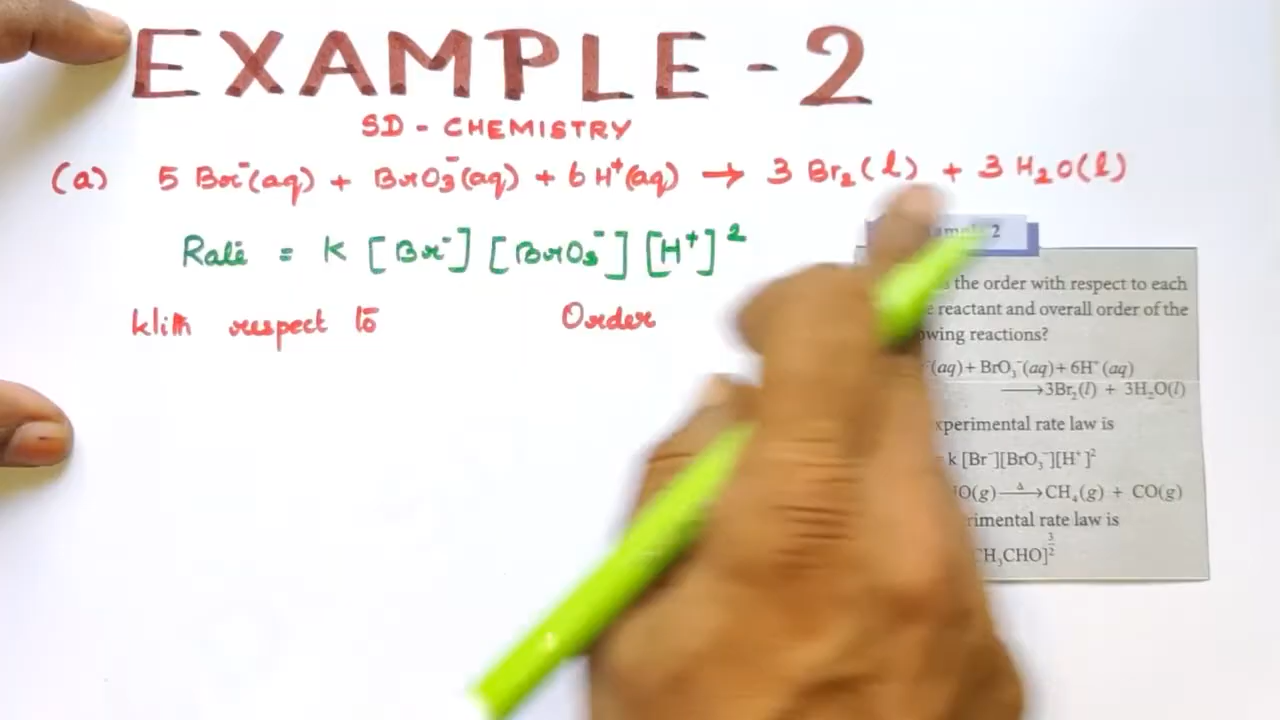 EXAMPLE - 2
SD - CHEMISTRY
(a) 5 Br⁻(aq) + BrO₃⁻(aq) + 6 H⁺(aq) → 3 Br₂(l) + 3 H₂O(l)
Rate = K [Br⁻] [BrO₃⁻] [H⁺]²
With respect to Order
2
the order with respect to each
reactant and overall order of the
reactions?
(aq) + BrO₃⁻(aq) + 6H⁺(aq)
⟶ 3Br₂(l) + 3H₂O(l)
rate law is
k [Br⁻][BrO₃⁻][H⁺]²
(g) —Δ→ CH₄(g) + CO(g)
rate law is
CH₃CHO]^{3/2}